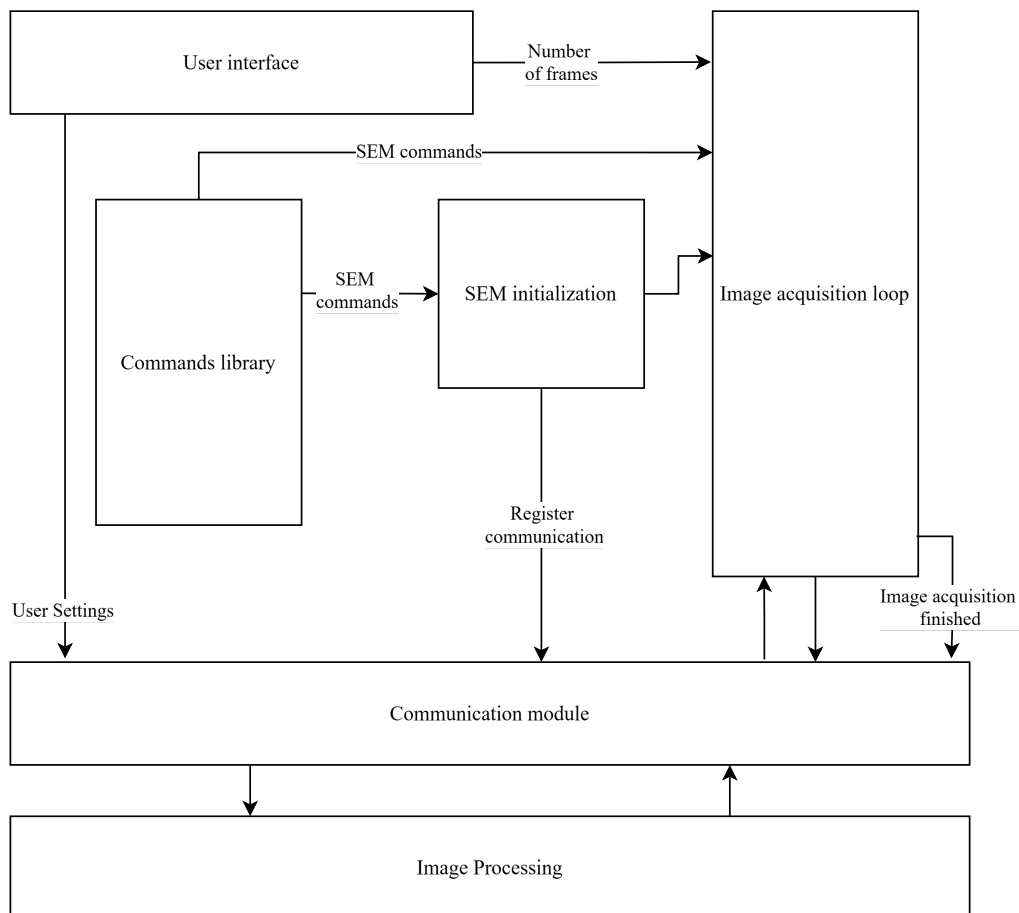 User interface
Number
of frames
SEM commands
SEM
commands
SEM initialization
Image acquisition loop
Commands library
Register
communication
User Settings
Image acquisition
finished
Communication module
Image Processing